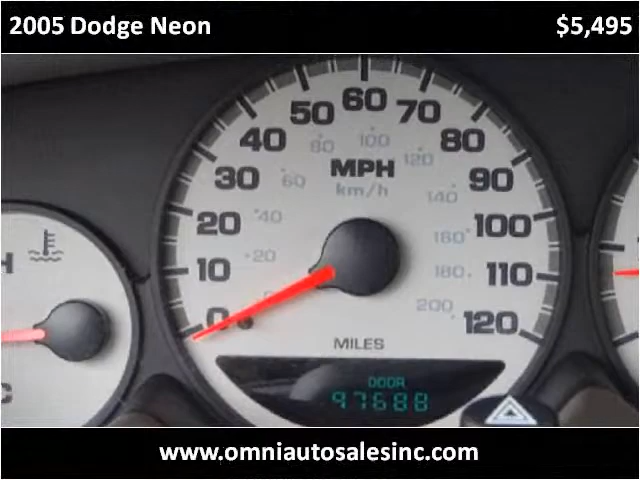 2005 Dodge Neon $5,495
50 60 70
40 80
80 100 120
30 MPH 90
60 km/h 140
20 40 160 100
10 20 180 110
0 200 120
MILES
H
DOOR
97688
C
www.omniautosalesinc.com